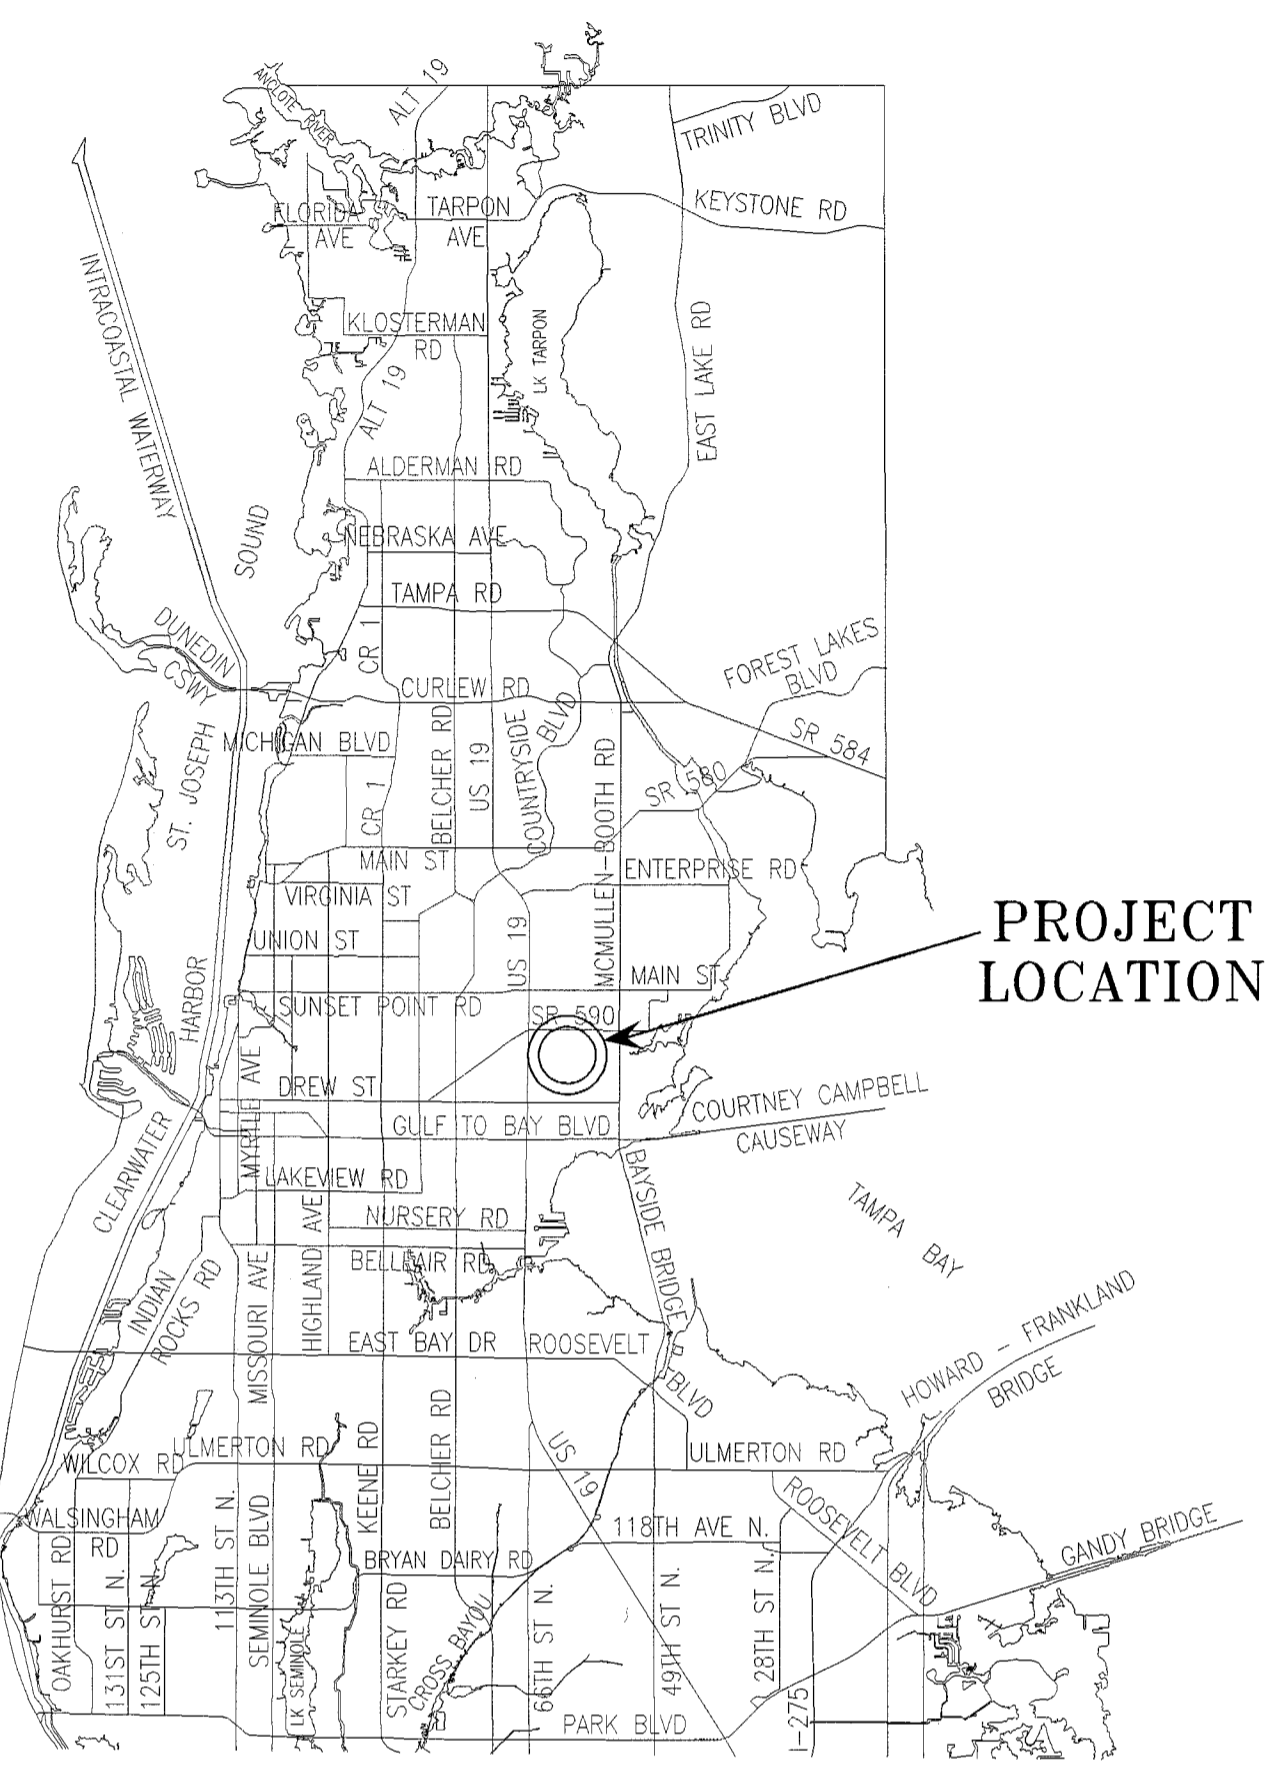 ANCLOTE RIVER
ALT 19
TRINITY BLVD
KEYSTONE RD
FLORIDA
AVE
TARPON
AVE
INTRACOASTAL WATERWAY
KLOSTERMAN
RD
LK TARPON
EAST LAKE RD
ALT 19
ALDERMAN RD
SOUND
NEBRASKA AVE
TAMPA RD
DUNEDIN
CSWY
CR 1
FOREST LAKES
BLVD
CURLEW RD
ST. JOSEPH
MICHIGAN BLVD
CR 1
BELCHER RD
US 19
COUNTRYSIDE
BLVD
MCMULLEN-BOOTH RD
SR 584
SR 580
MAIN ST
ENTERPRISE RD
VIRGINIA ST
PROJECT
LOCATION
UNION ST
US 19
HARBOR
MAIN ST
SUNSET POINT RD
SR 590
MYRTLE AVE
DREW ST
COURTNEY CAMPBELL
CAUSEWAY
GULF TO BAY BLVD
CLEARWATER
LAKEVIEW RD
BAYSIDE BRIDGE
TAMPA BAY
NURSERY RD
HIGHLAND AVE
BELLEAIR RD
MISSOURI AVE
INDIAN
ROCKS RD
EAST BAY DR
ROOSEVELT
BLVD
HOWARD - FRANKLAND
BRIDGE
ULMERTON RD
WILCOX RD
KEENE RD
BELCHER RD
US 19
ULMERTON RD
WALSINGHAM
RD
113TH ST N.
SEMINOLE BLVD
118TH AVE N.
ROOSEVELT BLVD
GANDY BRIDGE
BRYAN DAIRY RD
OAKHURST RD
131ST ST N.
125TH ST N.
LK SEMINOLE
STARKEY RD
CROSS BAYOU
66TH ST N.
49TH ST N.
28TH ST N.
I-275
PARK BLVD